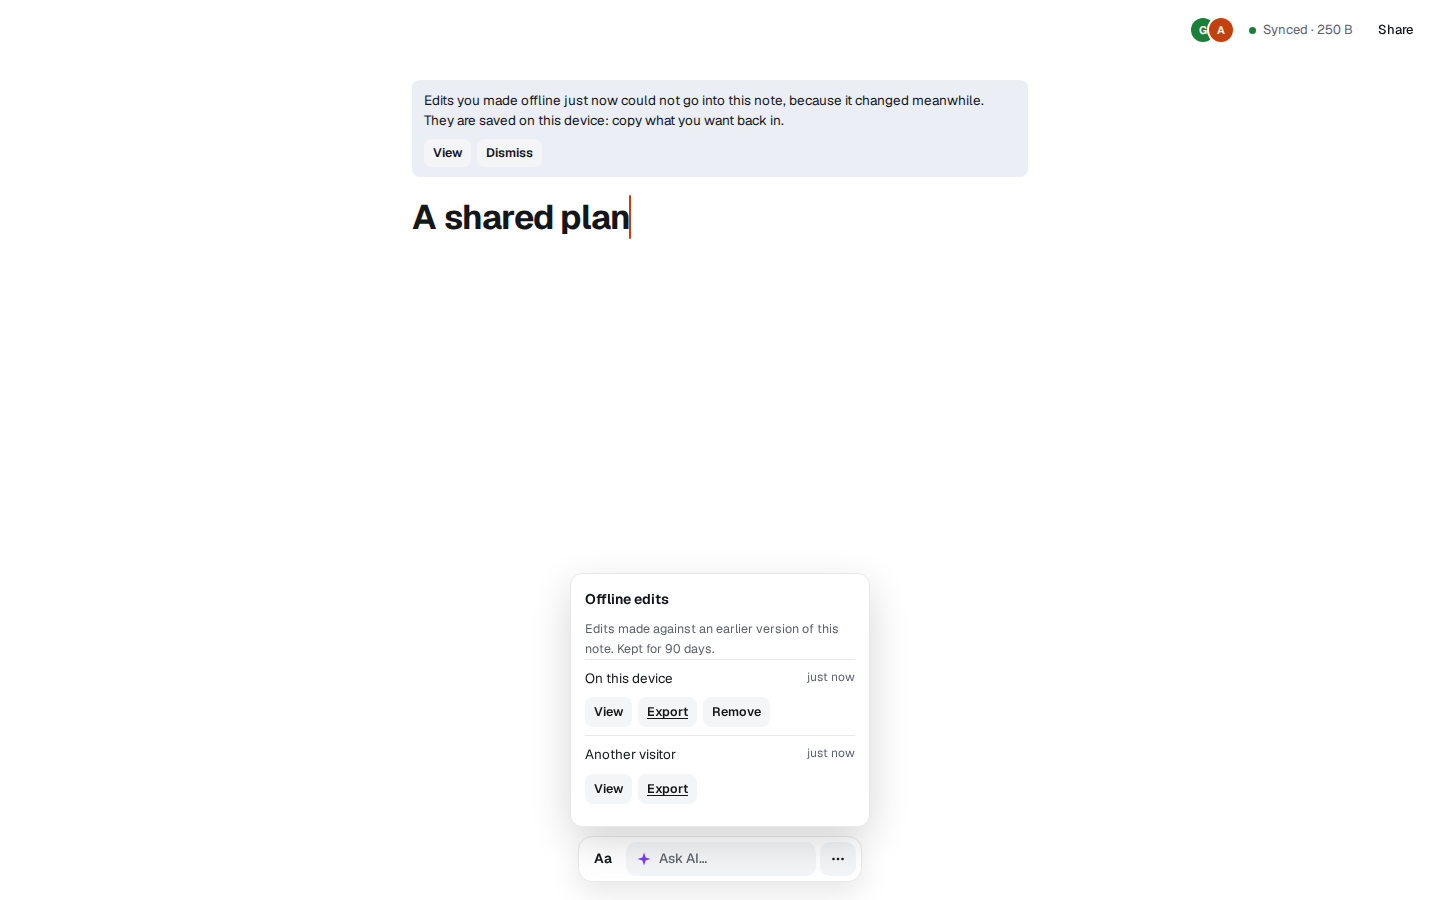 G A Synced · 250 B Share
Edits you made offline just now could not go into this note, because it changed meanwhile.
They are saved on this device: copy what you want back in.
View Dismiss
A shared plan
Offline edits
Edits made against an earlier version of this
note. Kept for 90 days.
On this device just now
View Export Remove
Another visitor just now
View Export
Aa Ask AI...